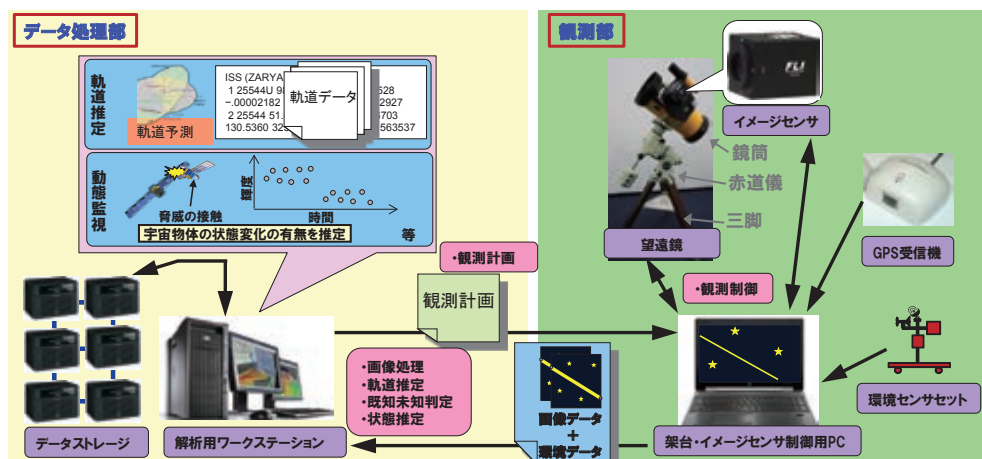 データ処理部
観測部
軌道推定
軌道予測
ISS (ZARYA
1 25544U 98
528
−.00002182
2927
2 25544 51.
5703
130.5360 325
563537
軌道データ
動態監視
脅威の接触
輝度
時間
宇宙物体の状態変化の有無を推定
等
FLI
イメージセンサ
鏡筒
赤道儀
三脚
望遠鏡
GPS受信機
・観測計画
観測計画
・観測制御
・画像処理
・軌道推定
・既知未知判定
・状態推定
画像データ
+
環境データ
環境センサセット
データストレージ
解析用ワークステーション
架台・イメージセンサ制御用PC